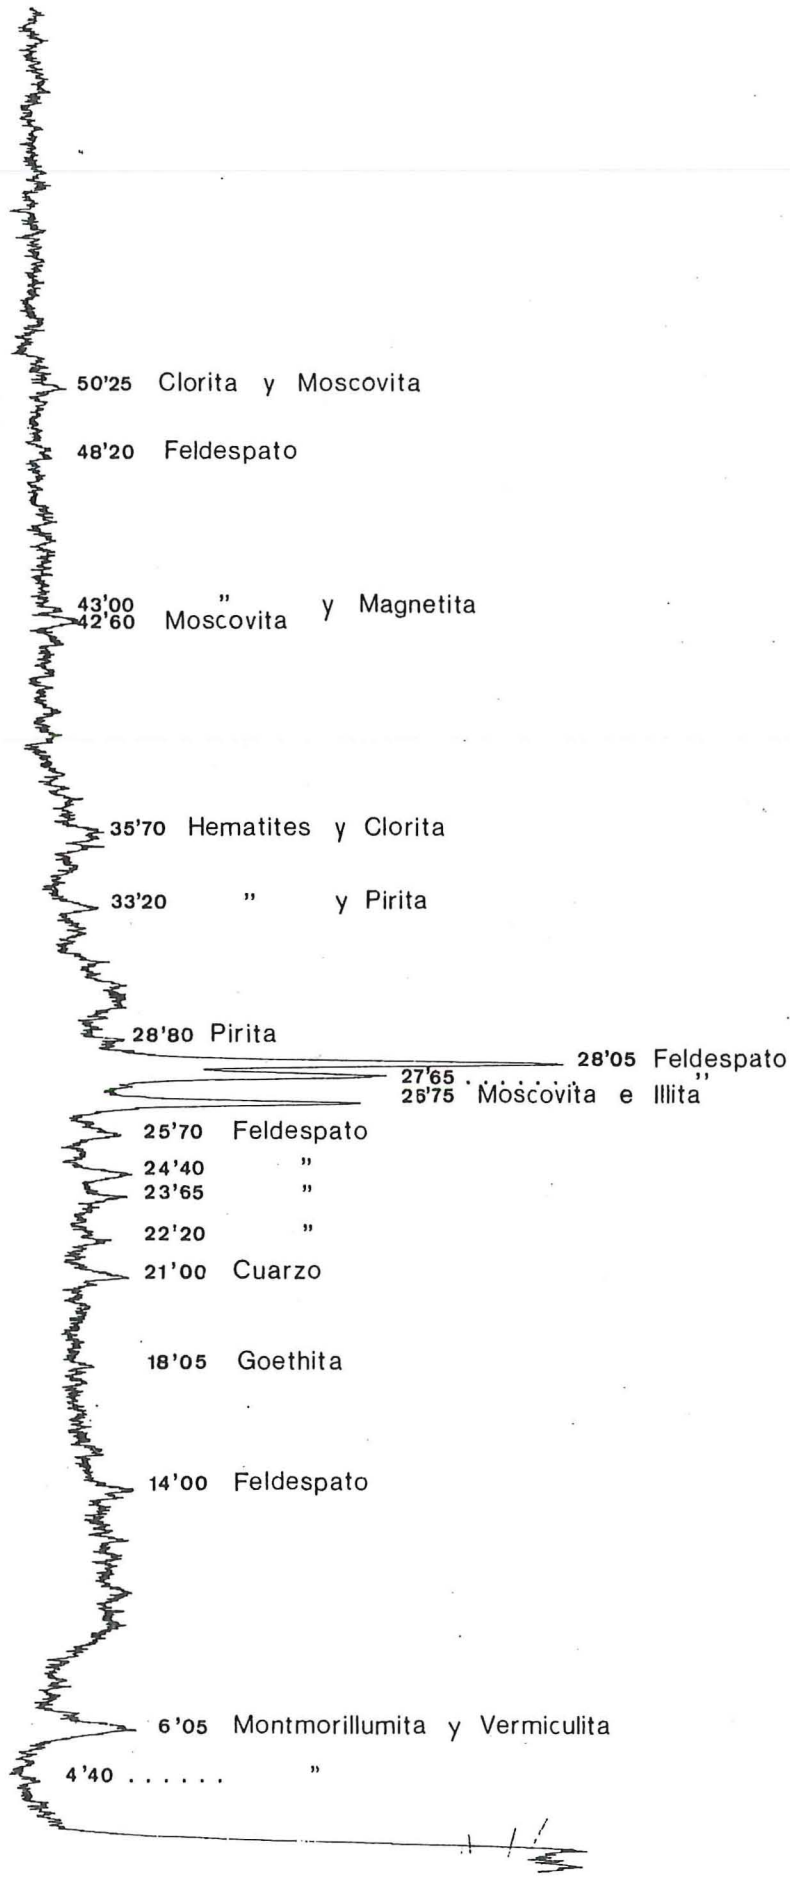 50'25 Clorita y Moscovita
48'20 Feldespato
43'00 " y Magnetita
42'60 Moscovita
35'70 Hematites y Clorita
33'20 " y Pirita
28'80 Pirita
28'05 Feldespato
27'65 . . . . . . . "
26'75 Moscovita e Illita
25'70 Feldespato
24'40 "
23'65 "
22'20 "
21'00 Cuarzo
18'05 Goethita
14'00 Feldespato
6'05 Montmorillumita y Vermiculita
4'40 . . . . . . "